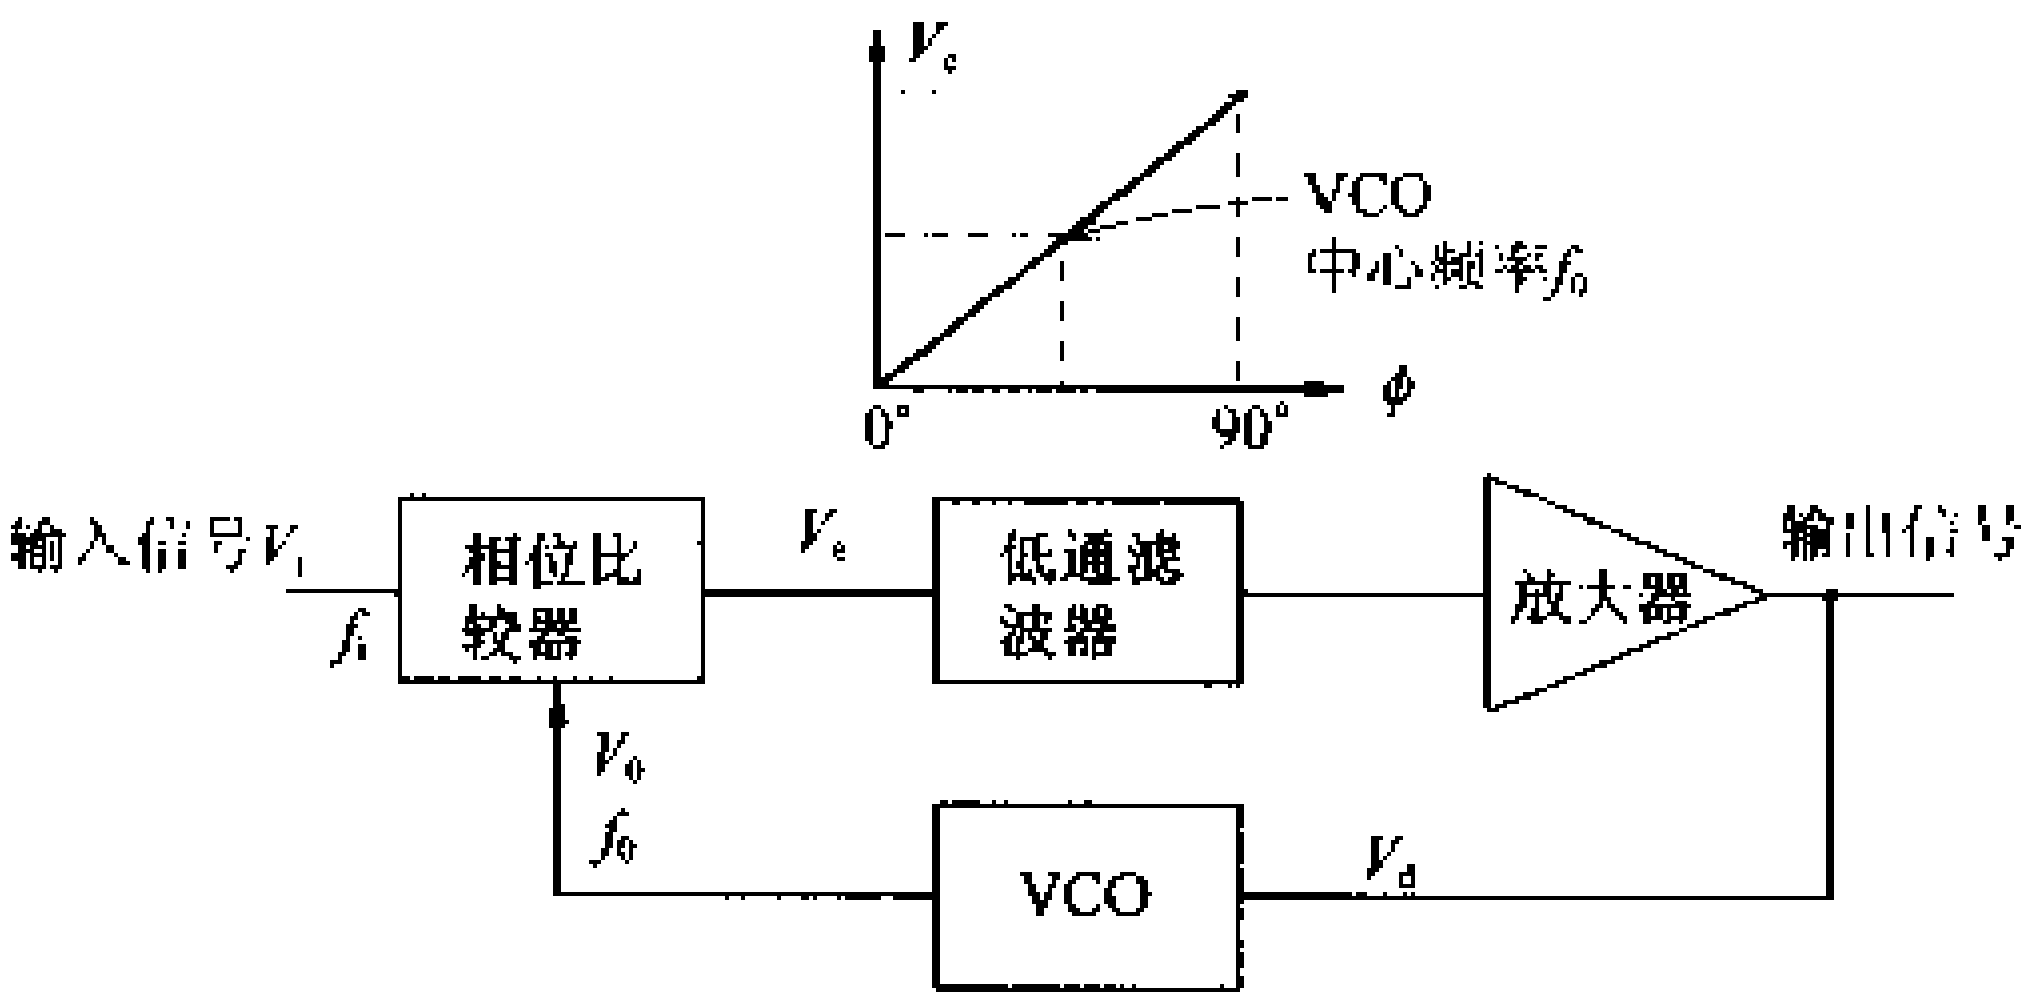 Vc
VCO
中心频率f0
ϕ
0°
90°
输入信号Vi
fi
相位比
较器
Ve
低通滤
波器
放大器
输出信号
V0
f0
VCO
Vd